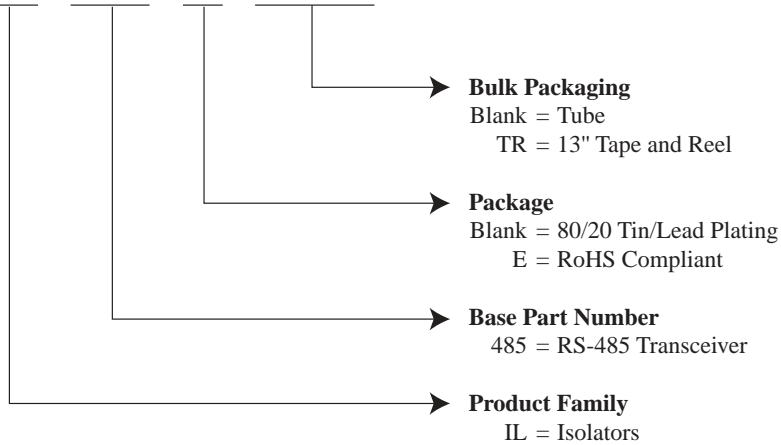 Bulk Packaging
Blank = Tube
TR = 13" Tape and Reel
Package
Blank = 80/20 Tin/Lead Plating
E = RoHS Compliant
Base Part Number
485 = RS-485 Transceiver
Product Family
IL = Isolators